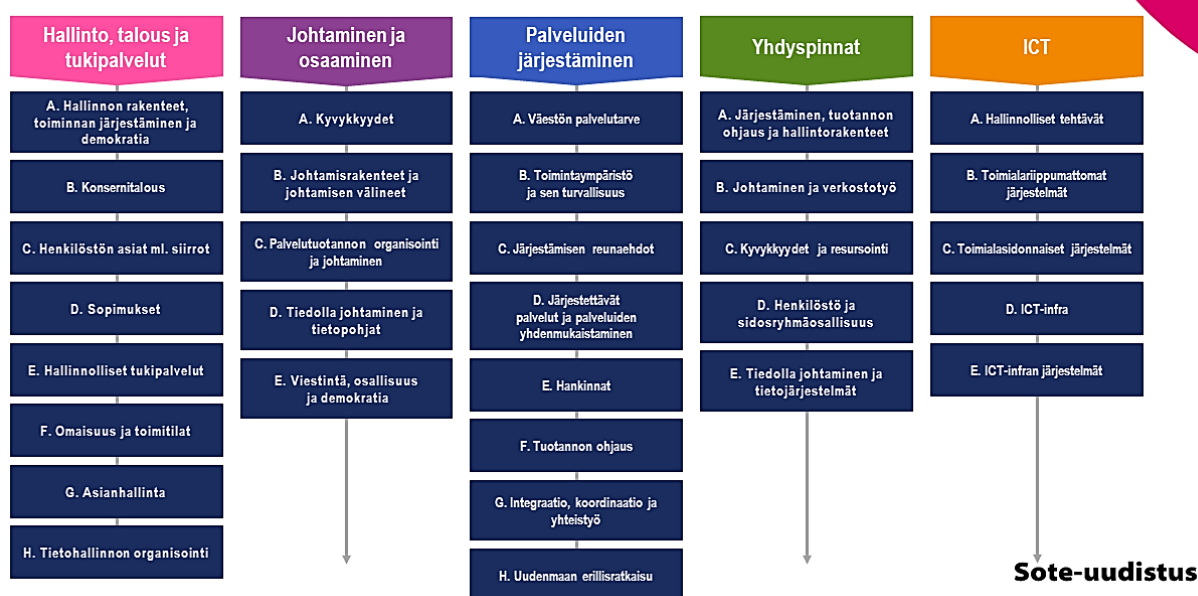 Hallinto, talous ja
tukipalvelut
A. Hallinnon rakenteet,
toiminnan järjestäminen ja
demokratia
B. Konsernitalous
C. Henkilöstön asiat ml. siirrot
D. Sopimukset
E. Hallinnolliset tukipalvelut
F. Omaisuus ja toimitilat
G. Asianhallinta
H. Tietohallinnon organisointi
Johtaminen ja
osaaminen
A. Kyvykkyydet
B. Johtamisrakenteet ja
johtamisen välineet
C. Palvelutuotannon organisointi
ja johtaminen
D. Tiedolla johtaminen ja
tietopohjat
E. Viestintä, osallisuus
ja demokratia
Palveluiden
järjestäminen
A. Väestön palvelutarve
B. Toimintaympäristö
ja sen turvallisuus
C. Järjestämisen reunaehdot
D. Järjestettävät
palvelut ja palveluiden
yhdenmukaistaminen
E. Hankinnat
F. Tuotannon ohjaus
G. Integraatio, koordinaatio ja
yhteistyö
H. Uudenmaan erillisratkaisu
Yhdyspinnat
A. Järjestäminen, tuotannon
ohjaus ja hallintorakenteet
B. Johtaminen ja verkostotyö
C. Kyvykkyydet ja resursointi
D. Henkilöstö ja
sidosryhmäosallisuus
E. Tiedolla johtaminen ja
tietojärjestelmät
ICT
A. Hallinnolliset tehtävät
B. Toimialariippumattomat
järjestelmät
C. Toimialasidonnaiset järjestelmät
D. ICT-infra
E. ICT-infran järjestelmät
Sote-uudistus